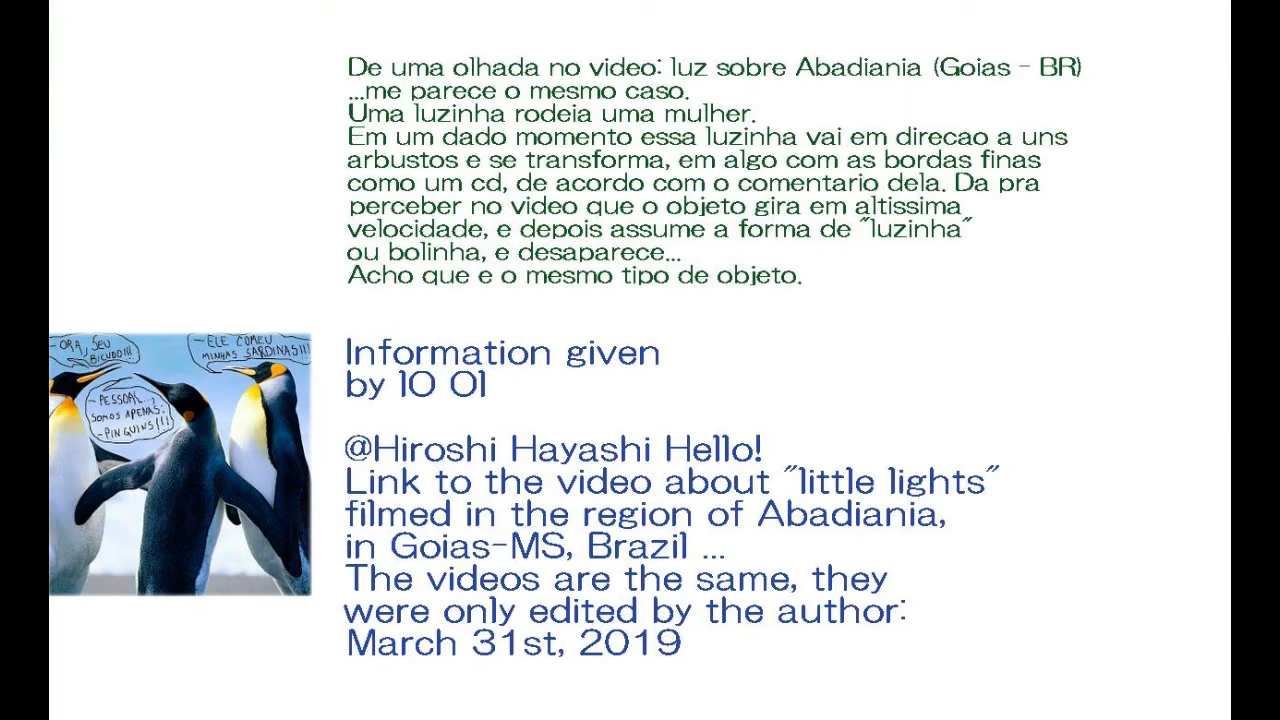 De uma olhada no video: luz sobre Abadiania (Goias - BR)
...me parece o mesmo caso.
Uma luzinha rodeia uma mulher.
Em um dado momento essa luzinha vai em direcao a uns
arbustos e se transforma, em algo com as bordas finas
como um cd, de acordo com o comentario dela. Da pra
perceber no video que o objeto gira em altissima
velocidade, e depois assume a forma de "luzinha"
ou bolinha, e desaparece...
Acho que e o mesmo tipo de objeto.
- ORA, SEU
BICUDO!!!
- ELE COMEU
MINHAS SARDINAS!!!
- PESSOAL...,
SOMOS APENAS:
- PINGUINS!!!
Information given
by IO OI
@Hiroshi Hayashi Hello!
Link to the video about "little lights"
filmed in the region of Abadiania,
in Goias-MS, Brazil ...
The videos are the same, they
were only edited by the author:
March 31st, 2019